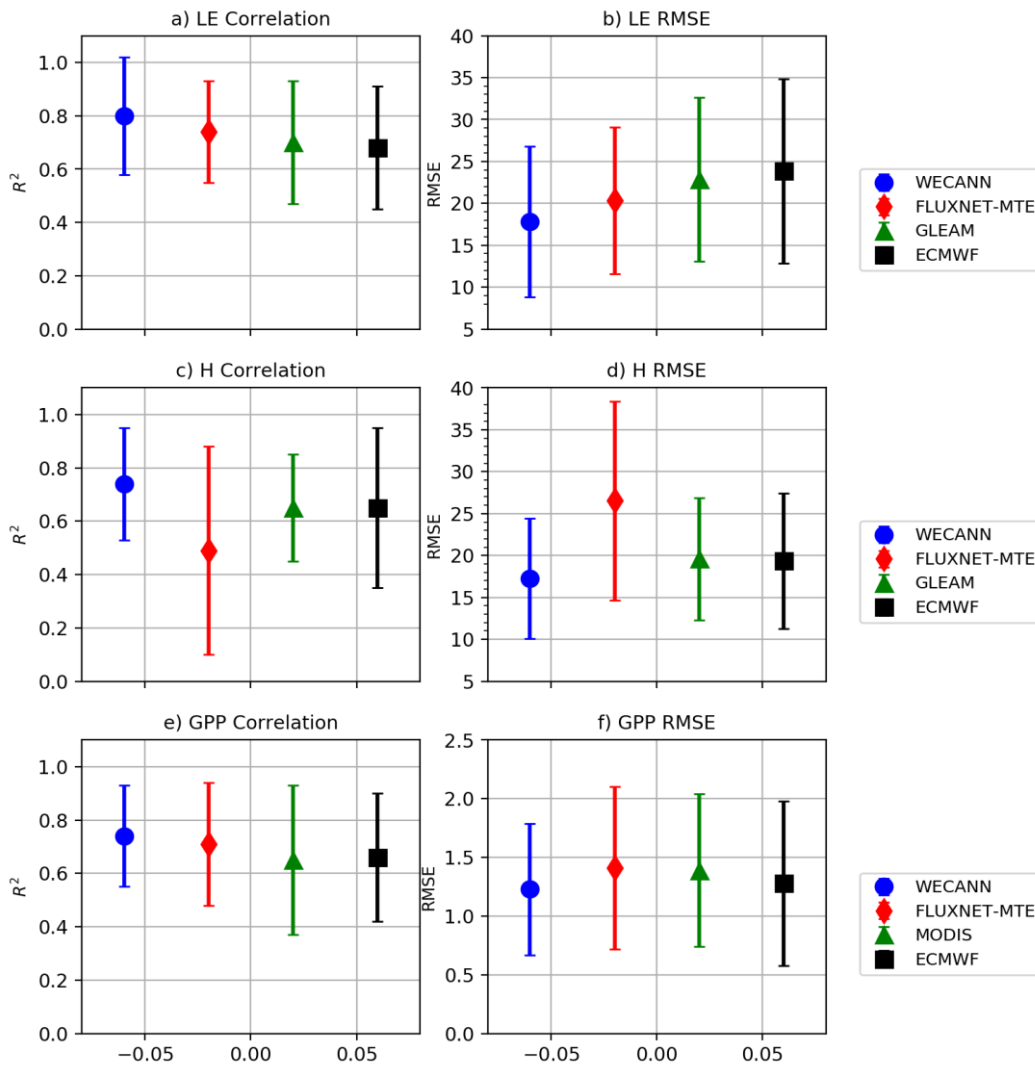 a) LE Correlation
1.0
0.8
0.6
0.4
0.2
0.0
R²
b) LE RMSE
40
35
30
25
20
15
10
5
RMSE
WECANN
FLUXNET-MTE
GLEAM
ECMWF
c) H Correlation
1.0
0.8
0.6
0.4
0.2
0.0
R²
d) H RMSE
40
35
30
25
20
15
10
5
RMSE
WECANN
FLUXNET-MTE
GLEAM
ECMWF
e) GPP Correlation
1.0
0.8
0.6
0.4
0.2
0.0
R²
−0.05 0.00 0.05
f) GPP RMSE
2.5
2.0
1.5
1.0
0.5
0.0
RMSE
−0.05 0.00 0.05
WECANN
FLUXNET-MTE
MODIS
ECMWF